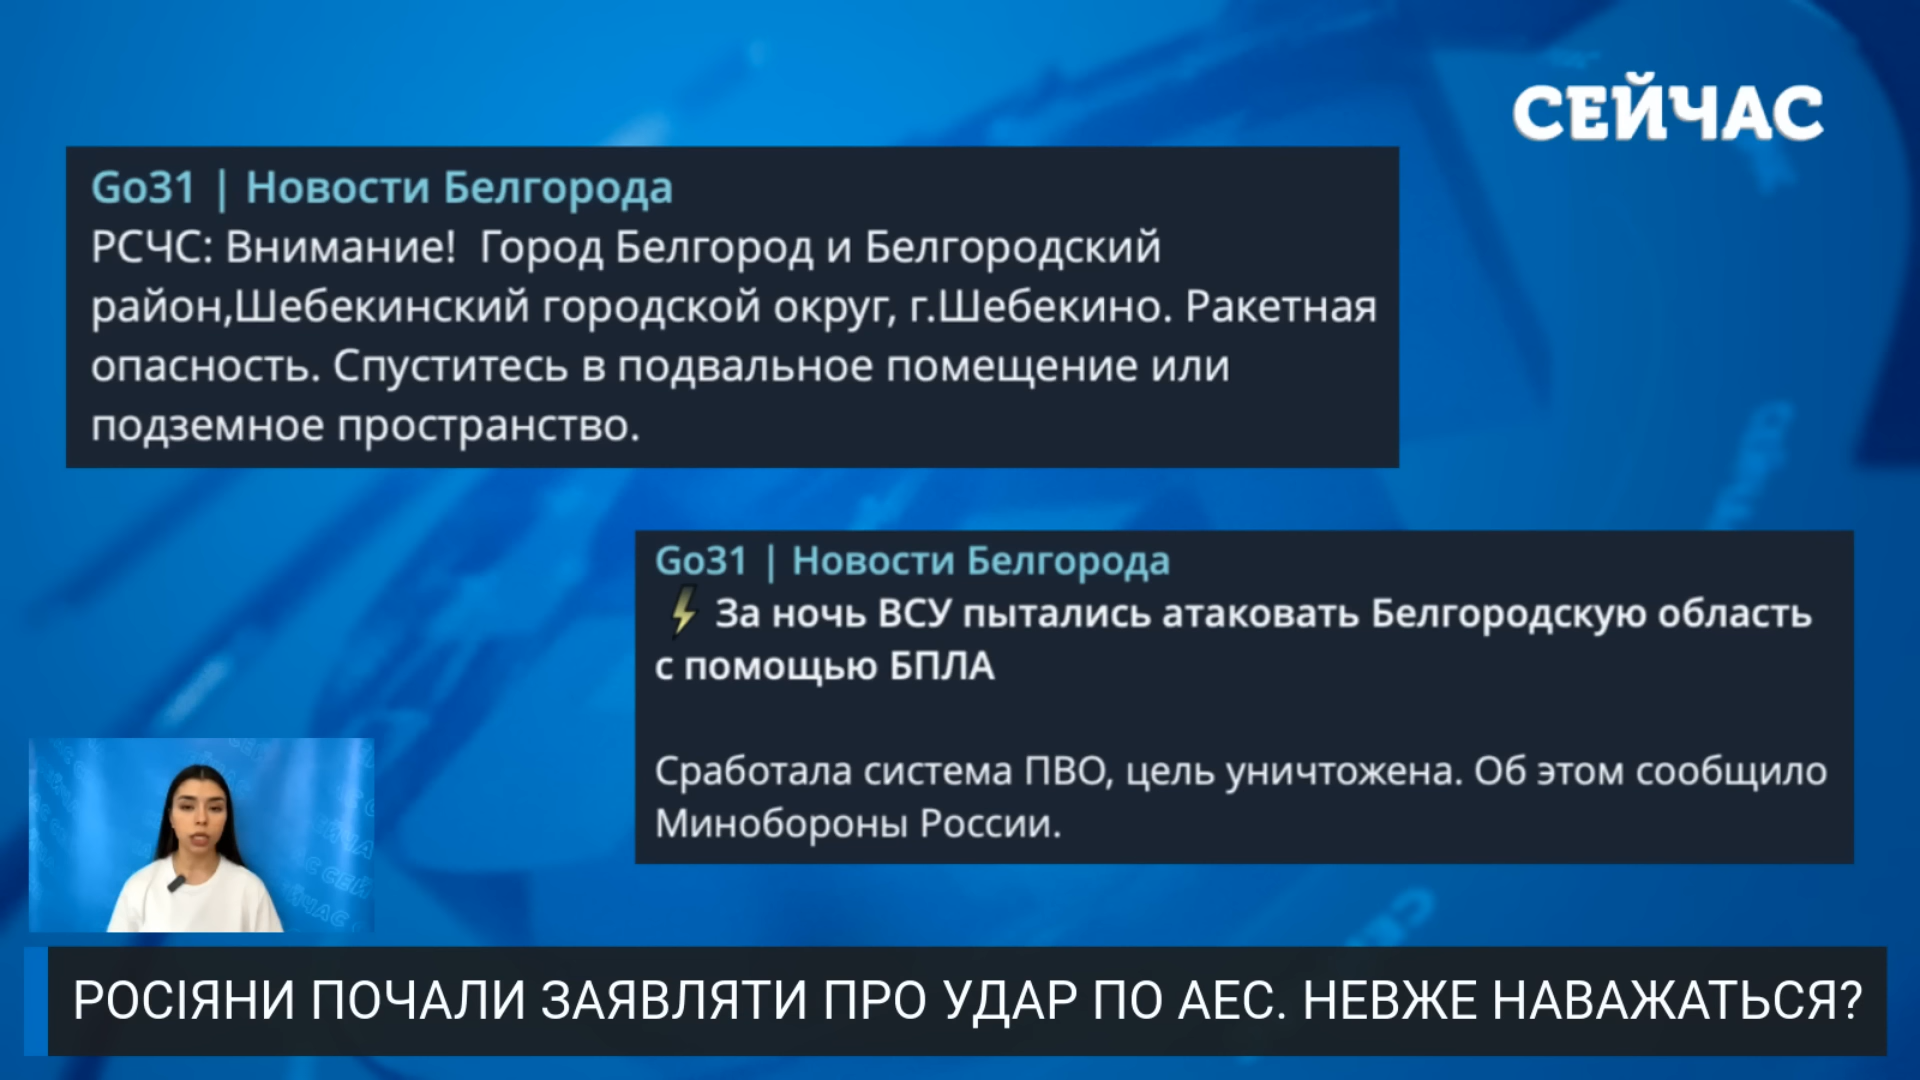 СЕЙЧАС
Go31 | Новости Белгорода
РСЧС: Внимание! Город Белгород и Белгородский
район,Шебекинский городской округ, г.Шебекино. Ракетная
опасность. Спуститесь в подвальное помещение или
подземное пространство.
Go31 | Новости Белгорода
⚡ За ночь ВСУ пытались атаковать Белгородскую область
с помощью БПЛА
Сработала система ПВО, цель уничтожена. Об этом сообщило
Минобороны России.
РОСІЯНИ ПОЧАЛИ ЗАЯВЛЯТИ ПРО УДАР ПО АЕС. НЕВЖЕ НАВАЖАТЬСЯ?